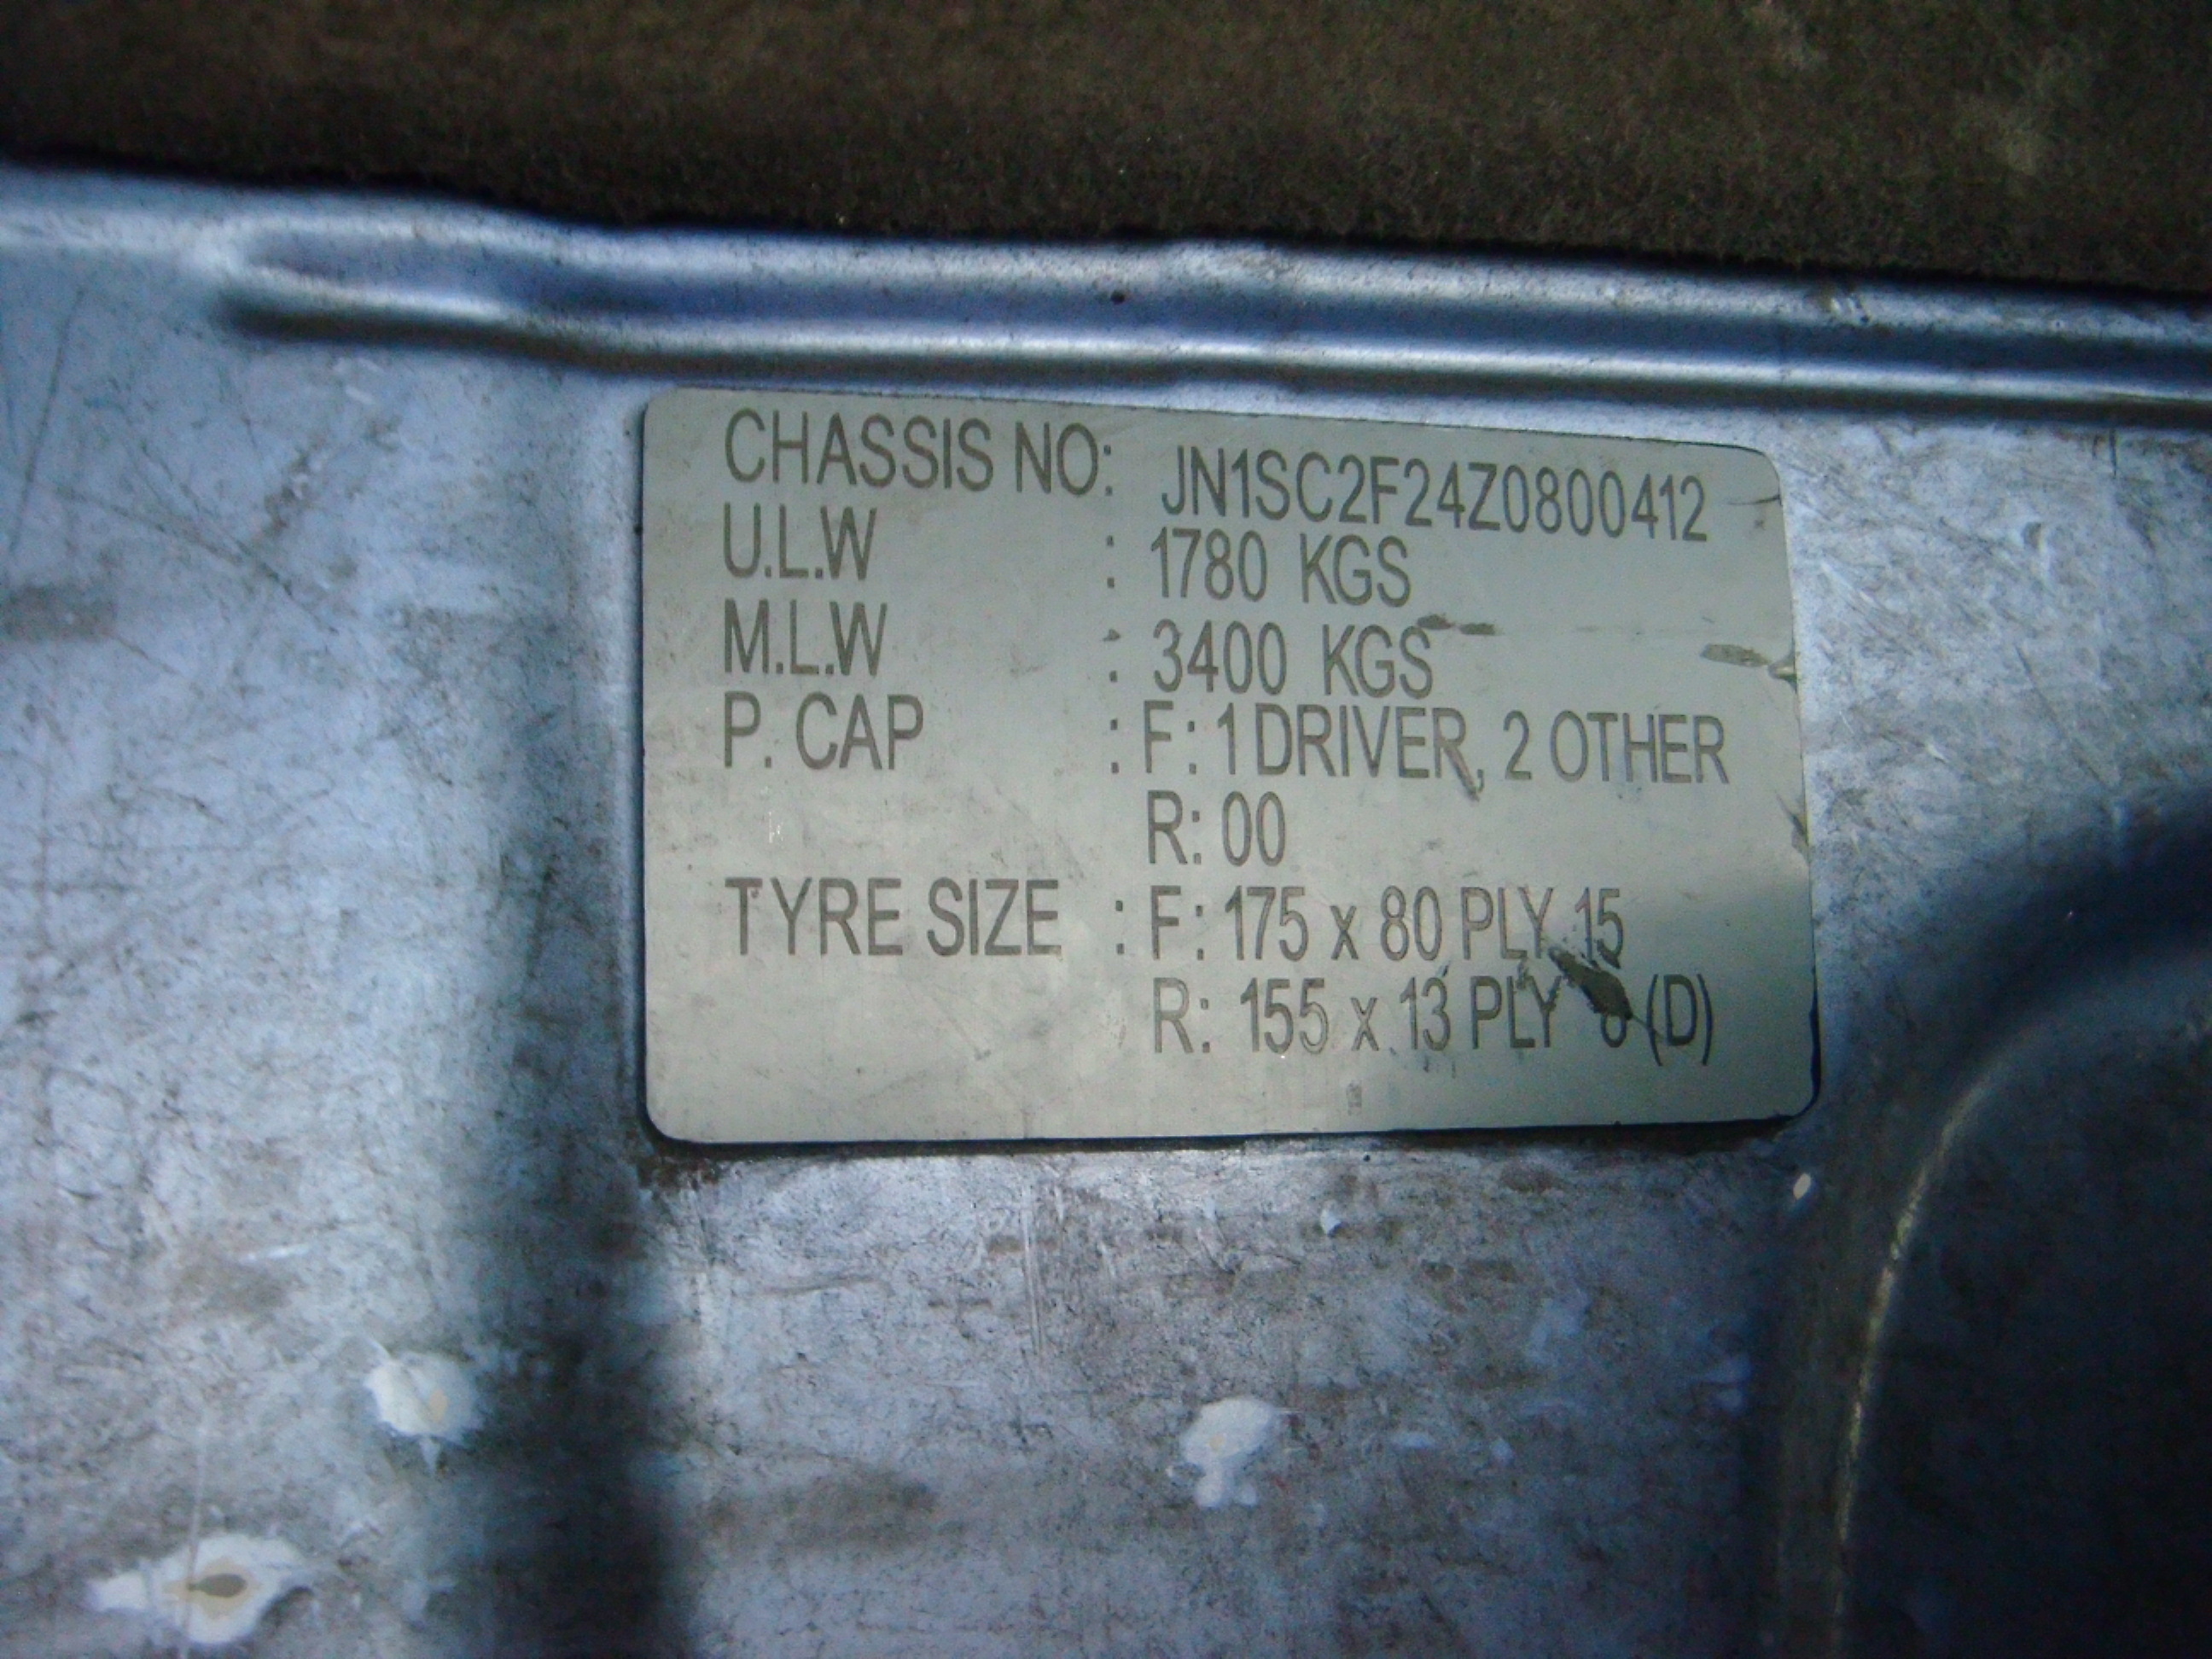 CHASSIS NO: JN1SC2F24Z0800412
U.L.W : 1780 KGS
M.L.W : 3400 KGS
P. CAP : F: 1 DRIVER, 2 OTHER
R: 00
TYRE SIZE : F: 175 x 80 PLY 15
R: 155 x 13 PLY (D)